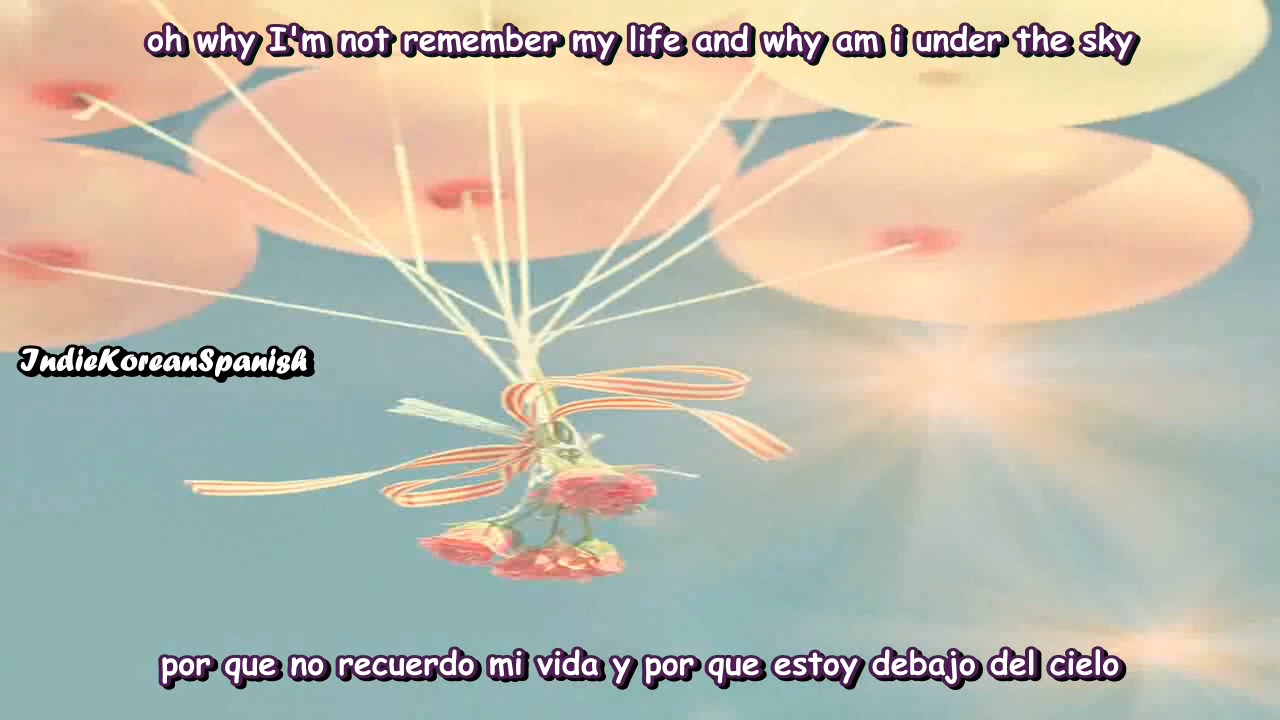 oh why I'm not remember my life and why am i under the sky
IndieKoreanSpanish
por que no recuerdo mi vida y por que estoy debajo del cielo